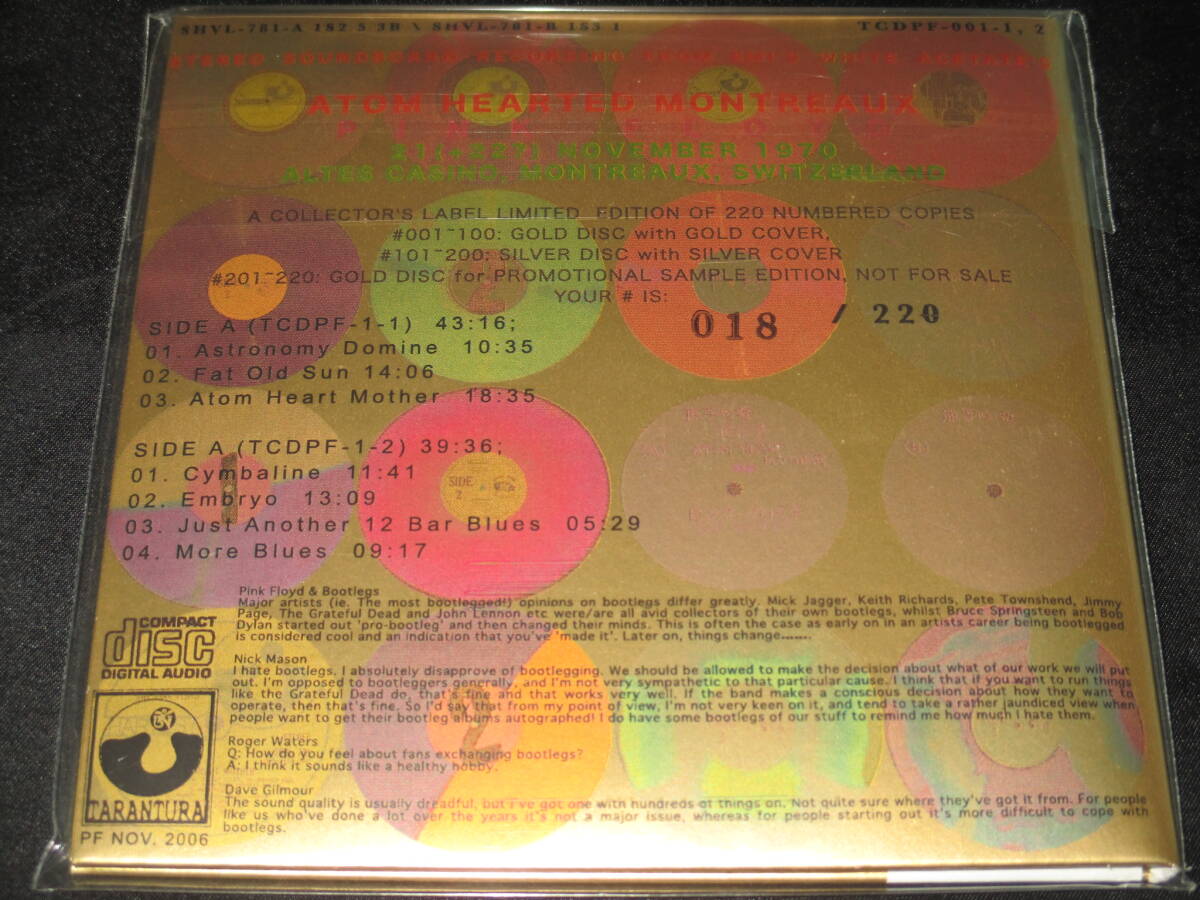 SHVL-781-A 1S2 S 3B \ SHVL-781-B 1S5 1
TCDPF-001-1, 2
STEREO SOUNDBOARD RECORDING FROM EMI'S WHITE ACETATE'S
ATOM HEARTED MONTREAUX
PINK FLOYD
21(+22?) NOVEMBER 1970
ALTES CASINO, MONTREAUX, SWITZERLAND
A COLLECTOR'S LABEL LIMITED EDITION OF 220 NUMBERED COPIES
#001~100: GOLD DISC with GOLD COVER,
#101~200: SILVER DISC with SILVER COVER
#201~220: GOLD DISC for PROMOTIONAL SAMPLE EDITION, NOT FOR SALE
YOUR # IS:
018 / 220
SIDE A (TCDPF-1-1) 43:16;
01. Astronomy Domine 10:35
02. Fat Old Sun 14:06
03. Atom Heart Mother 18:35
SIDE A (TCDPF-1-2) 39:36;
01. Cymbaline 11:41
02. Embryo 13:09
03. Just Another 12 Bar Blues 05:29
04. More Blues 09:17
SIDE
2
Pink Floyd & Bootlegs
Major artists (ie. The most bootlegged!) opinions on bootlegs differ greatly. Mick Jagger, Keith Richards, Pete Townshend, Jimmy
Page, The Grateful Dead and John Lennon etc were/are all avid collectors of their own bootlegs, whilst Bruce Springsteen and Bob
Dylan started out 'pro-bootleg' and then changed their minds. This is often the case as early on in an artists career being bootlegged
is considered cool and an indication that you've 'made it'. Later on, things change.......
Nick Mason
I hate bootlegs. I absolutely disapprove of bootlegging. We should be allowed to make the decision about what of our work we will put
out. I'm opposed to bootleggers generally, and I'm not very sympathetic to that particular cause. I think that if you want to run things
like the Grateful Dead do, that's fine and that works very well. If the band makes a conscious decision about how they want to
operate, then that's fine. So I'd say that from my point of view, I'm not very keen on it, and tend to take a rather jaundiced view when
people want to get their bootleg albums autographed! I do have some bootlegs of our stuff to remind me how much I hate them.
Roger Waters
Q: How do you feel about fans exchanging bootlegs?
A: I think it sounds like a healthy hobby.
Dave Gilmour
The sound quality is usually dreadful, but i've got one with hundreds of things on. Not quite sure where they've got it from. For people
like us who've done a lot over the years it's not a major issue, whereas for people starting out it's more difficult to cope with
bootlegs.
COMPACT
disc
DIGITAL AUDIO
TARANTURA
PF NOV. 2006